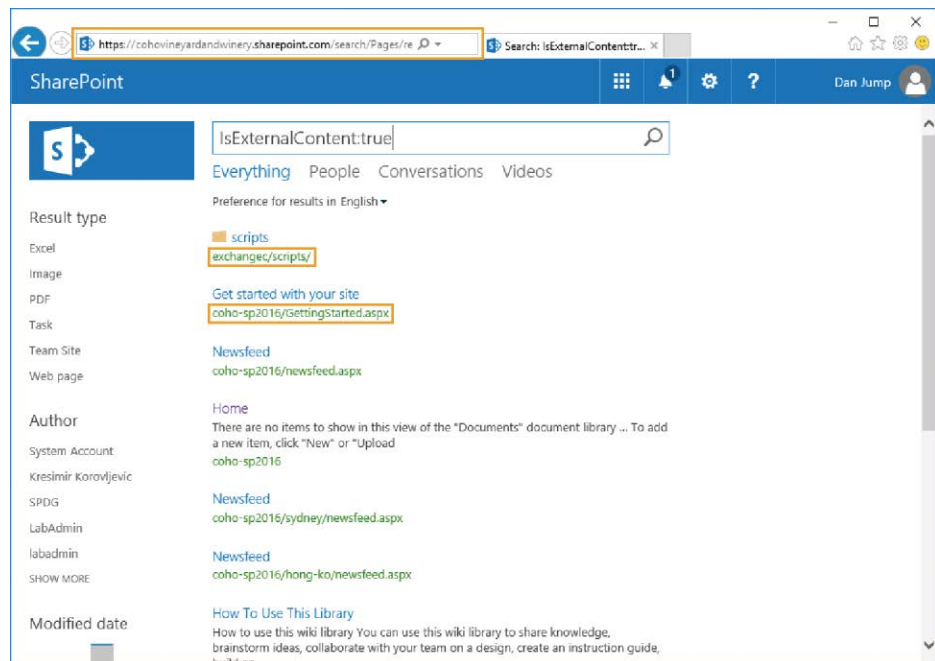 https://cohovineyardandwinery.sharepoint.com/search/Pages/re
Search: IsExternalContent:tr...
SharePoint
1
?
Dan Jump
S
IsExternalContent:true
Everything People Conversations Videos
Preference for results in English
Result type
Excel
Image
PDF
Task
Team Site
Web page
Author
System Account
Kresimir Korovljevic
SPDG
LabAdmin
labadmin
SHOW MORE
Modified date
scripts
exchangec/scripts/
Get started with your site
coho-sp2016/GettingStarted.aspx
Newsfeed
coho-sp2016/newsfeed.aspx
Home
There are no items to show in this view of the "Documents" document library ... To add
a new item, click "New" or "Upload
coho-sp2016
Newsfeed
coho-sp2016/sydney/newsfeed.aspx
Newsfeed
coho-sp2016/hong-ko/newsfeed.aspx
How To Use This Library
How to use this wiki library You can use this wiki library to share knowledge,
brainstorm ideas, collaborate with your team on a design, create an instruction guide,